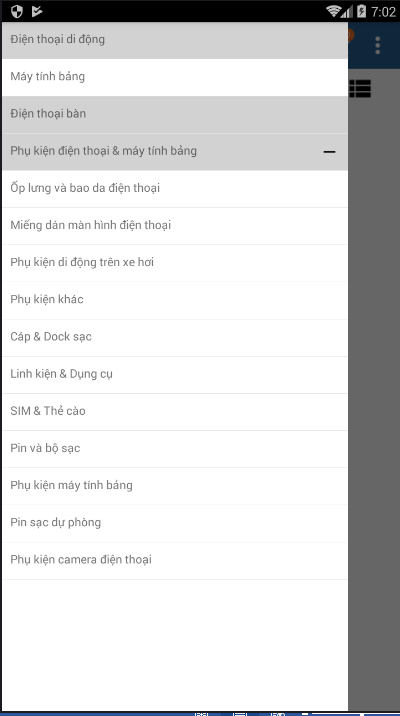 7:02
Điện thoại di động
Máy tính bảng
Điện thoại bàn
Phụ kiện điện thoại & máy tính bảng
Ốp lưng và bao da điện thoại
Miếng dán màn hình điện thoại
Phụ kiện di động trên xe hơi
Phụ kiện khác
Cáp & Dock sạc
Linh kiện & Dụng cụ
SIM & Thẻ cào
Pin và bộ sạc
Phụ kiện máy tính bảng
Pin sạc dự phòng
Phụ kiện camera điện thoại